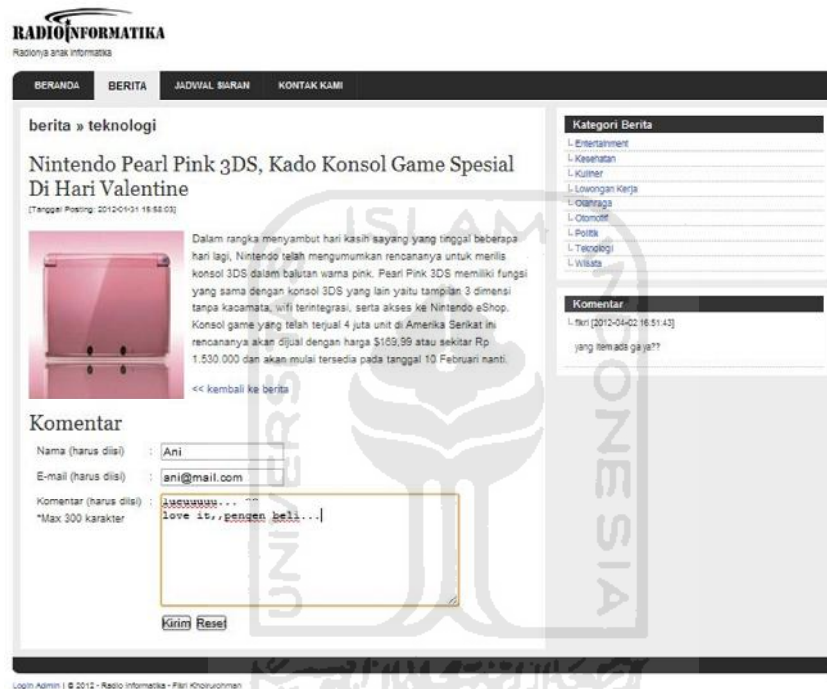 RADIOINFORMATIKA
Radionya anak informatika
BERANDA BERITA JADWAL SIARAN KONTAK KAMI
berita » teknologi
Nintendo Pearl Pink 3DS, Kado Konsol Game Spesial
Di Hari Valentine
[Tanggal Posting: 2012-01-31 16:58:03]
Dalam rangka menyambut hari kasih sayang yang tinggal beberapa
hari lagi, Nintendo telah mengumumkan rencananya untuk merilis
konsol 3DS dalam balutan warna pink. Pearl Pink 3DS memiliki fungsi
yang sama dengan konsol 3DS yang lain yaitu tampilan 3 dimensi
tanpa kacamata, wifi terintegrasi, serta akses ke Nintendo eShop.
Konsol game yang telah terjual 4 juta unit di Amerika Serikat ini
rencananya akan dijual dengan harga $169,99 atau sekitar Rp
1.530.000 dan akan mulai tersedia pada tanggal 10 Februari nanti.
<< kembali ke berita
Komentar
Nama (harus diisi) : Ani
E-mail (harus diisi) : ani@mail.com
Komentar (harus diisi) : lucuuuuu... ^^
*Max 300 karakter
love it,,pengen beli...
Kirim Reset
Kategori Berita
Entertainment
Kesehatan
Kuliner
Lowongan Kerja
Olahraga
Otomotif
Politik
Teknologi
Wisata
Komentar
fikri [2012-04-02 16:51:43]
yang item ada ga ya??
Login Admin | © 2012 - Radio Informatika - Fikri Khoirurohman
UNIVERSITAS ISLAM INDONESIA